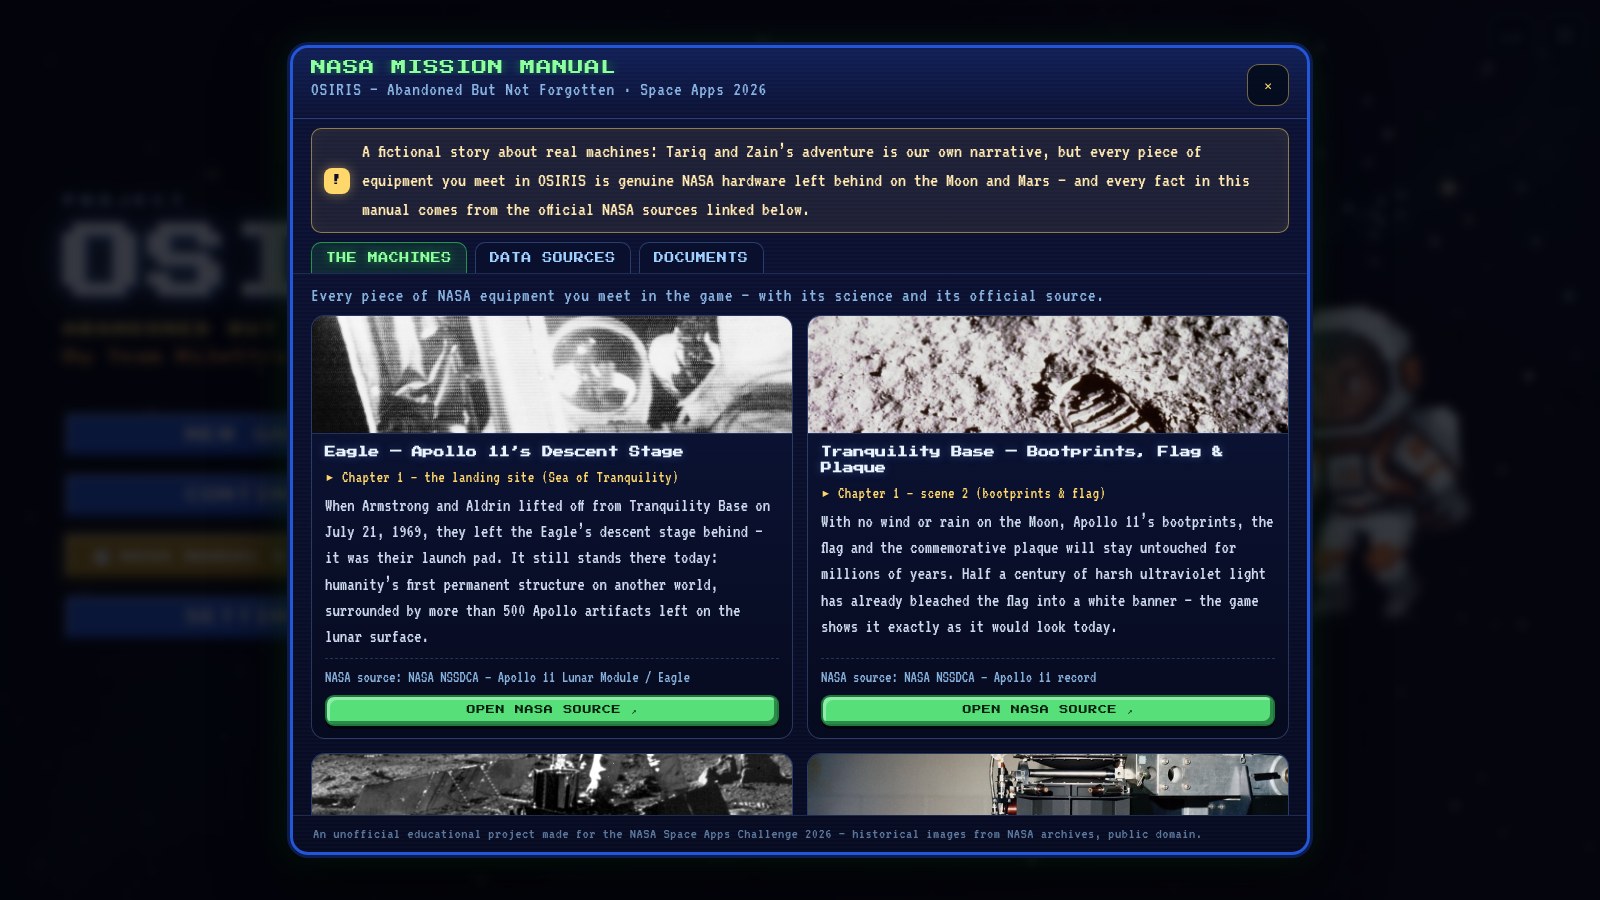 NASA MISSION MANUAL
OSIRIS – Abandoned But Not Forgotten · Space Apps 2026
×
! A fictional story about real machines: Tariq and Zain's adventure is our own narrative, but every piece of
equipment you meet in OSIRIS is genuine NASA hardware left behind on the Moon and Mars – and every fact in this
manual comes from the official NASA sources linked below.
THE MACHINES
DATA SOURCES
DOCUMENTS
Every piece of NASA equipment you meet in the game – with its science and its official source.
Eagle – Apollo 11's Descent Stage
► Chapter 1 – the landing site (Sea of Tranquility)
When Armstrong and Aldrin lifted off from Tranquility Base on
July 21, 1969, they left the Eagle's descent stage behind –
it was their launch pad. It still stands there today:
humanity's first permanent structure on another world,
surrounded by more than 500 Apollo artifacts left on the
lunar surface.
NASA source: NASA NSSDCA – Apollo 11 Lunar Module / Eagle
OPEN NASA SOURCE ↗
Tranquility Base – Bootprints, Flag &
Plaque
► Chapter 1 – scene 2 (bootprints & flag)
With no wind or rain on the Moon, Apollo 11's bootprints, the
flag and the commemorative plaque will stay untouched for
millions of years. Half a century of harsh ultraviolet light
has already bleached the flag into a white banner – the game
shows it exactly as it would look today.
NASA source: NASA NSSDCA – Apollo 11 record
OPEN NASA SOURCE ↗
An unofficial educational project made for the NASA Space Apps Challenge 2026 – historical images from NASA archives, public domain.
PROJECT
OSI